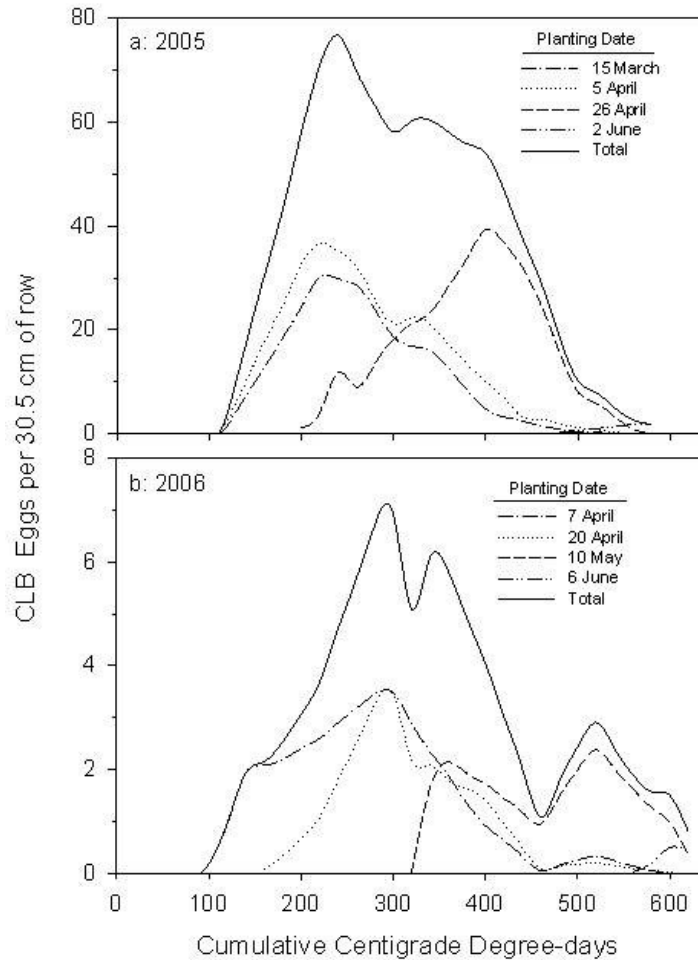 80
a: 2005
Planting Date
15 March
5 April
26 April
2 June
Total
60
40
20
0
8
b: 2006
Planting Date
7 April
20 April
10 May
6 June
Total
6
4
2
0
0 100 200 300 400 500 600
CLB Eggs per 30.5 cm of row
Cumulative Centigrade Degree-days